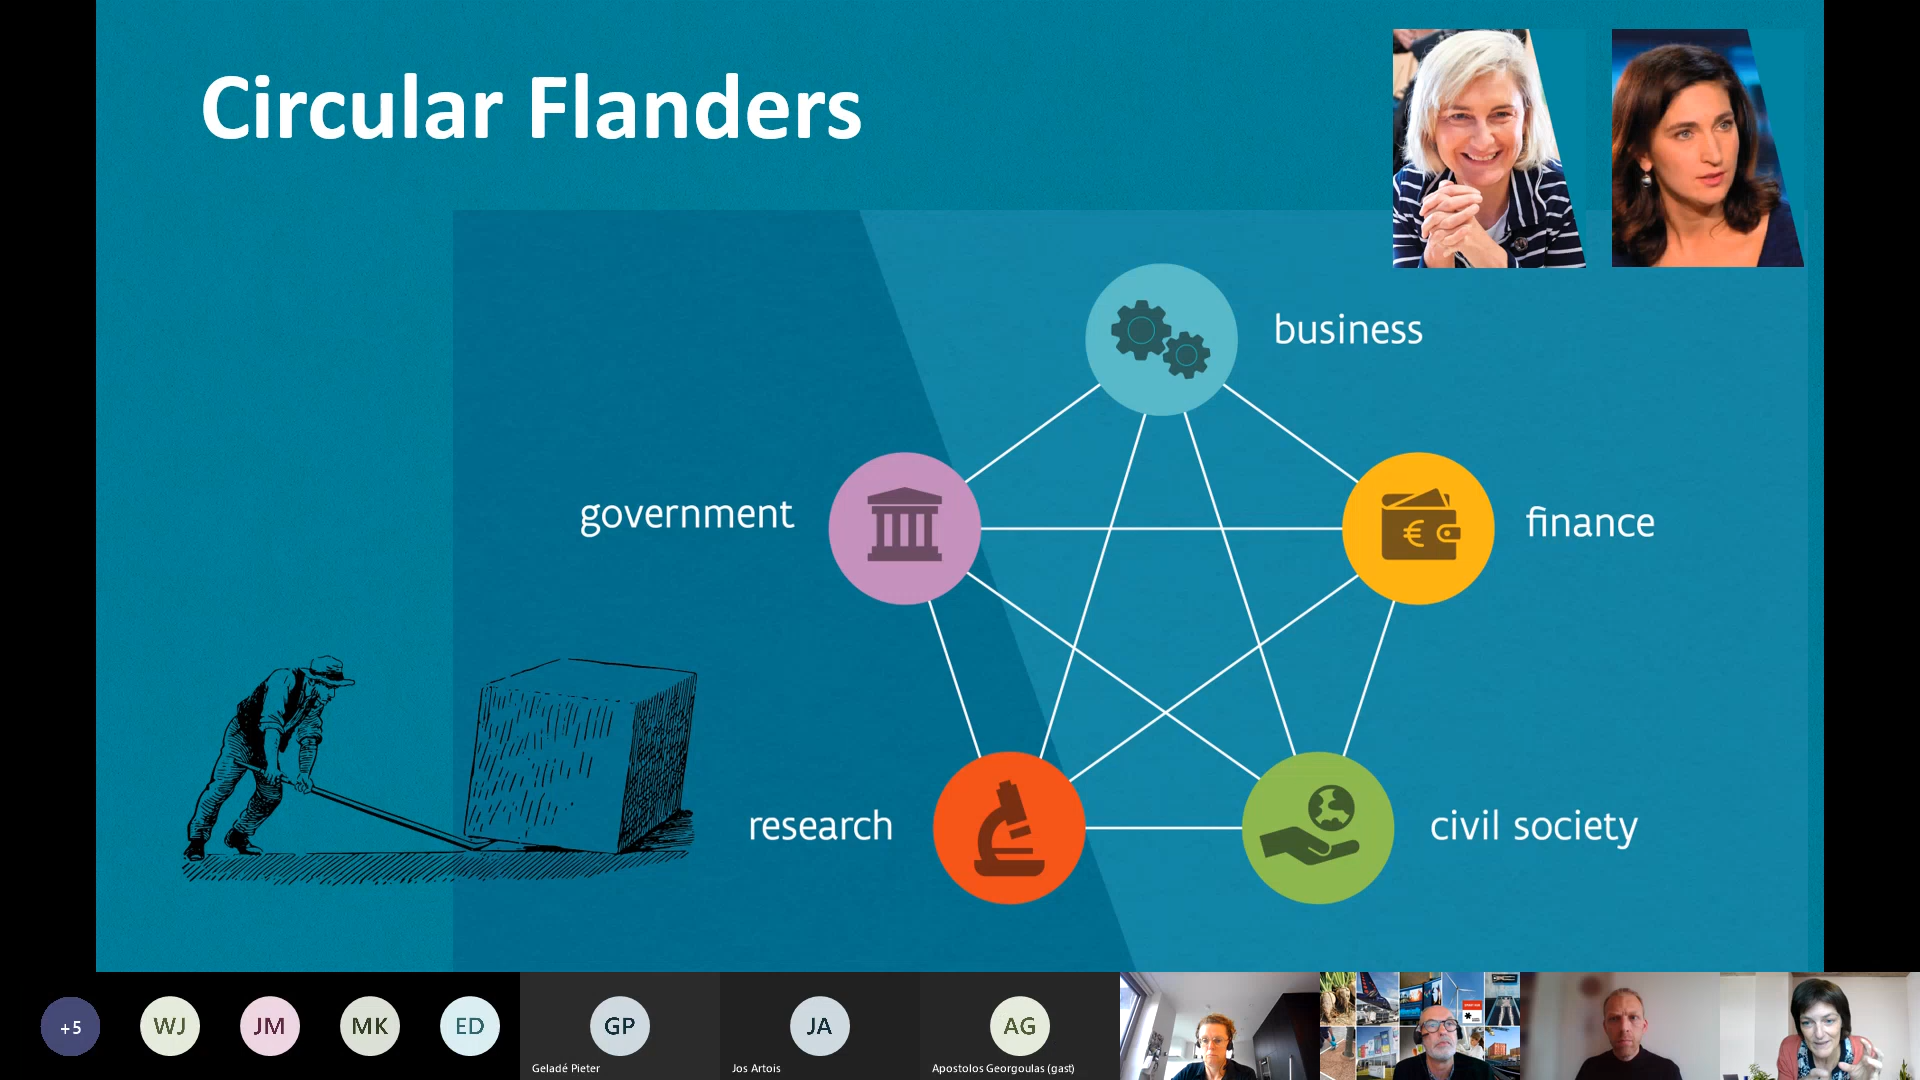 Circular Flanders
business
government
finance
€
research
civil society
+5
WJ
JM
MK
ED
GP
JA
AG
Geladé Pieter
Jos Artois
Apostolos Georgoulas (gast)